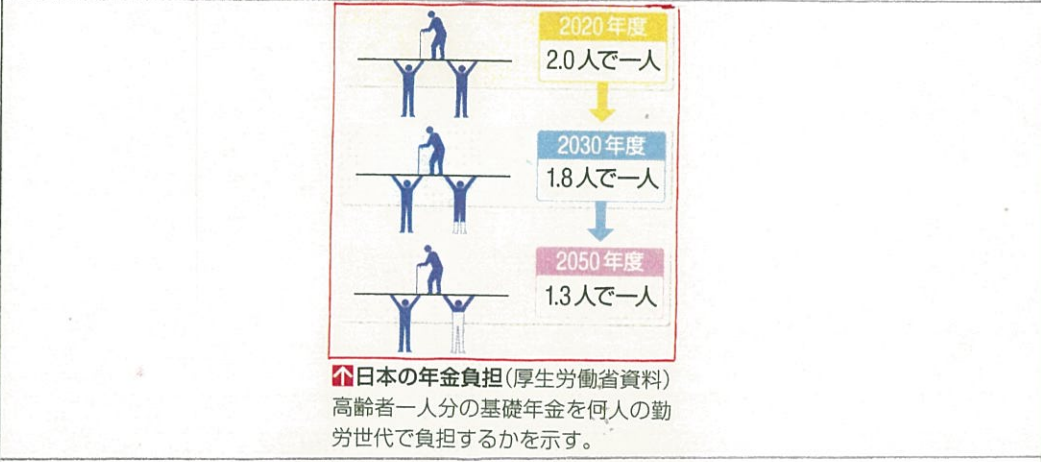 2020年度
2.0人で一人
2030年度
1.8人で一人
2050年度
1.3人で一人
↑日本の年金負担(厚生労働省資料)
高齢者一人分の基礎年金を何人の勤
労世代で負担するかを示す。